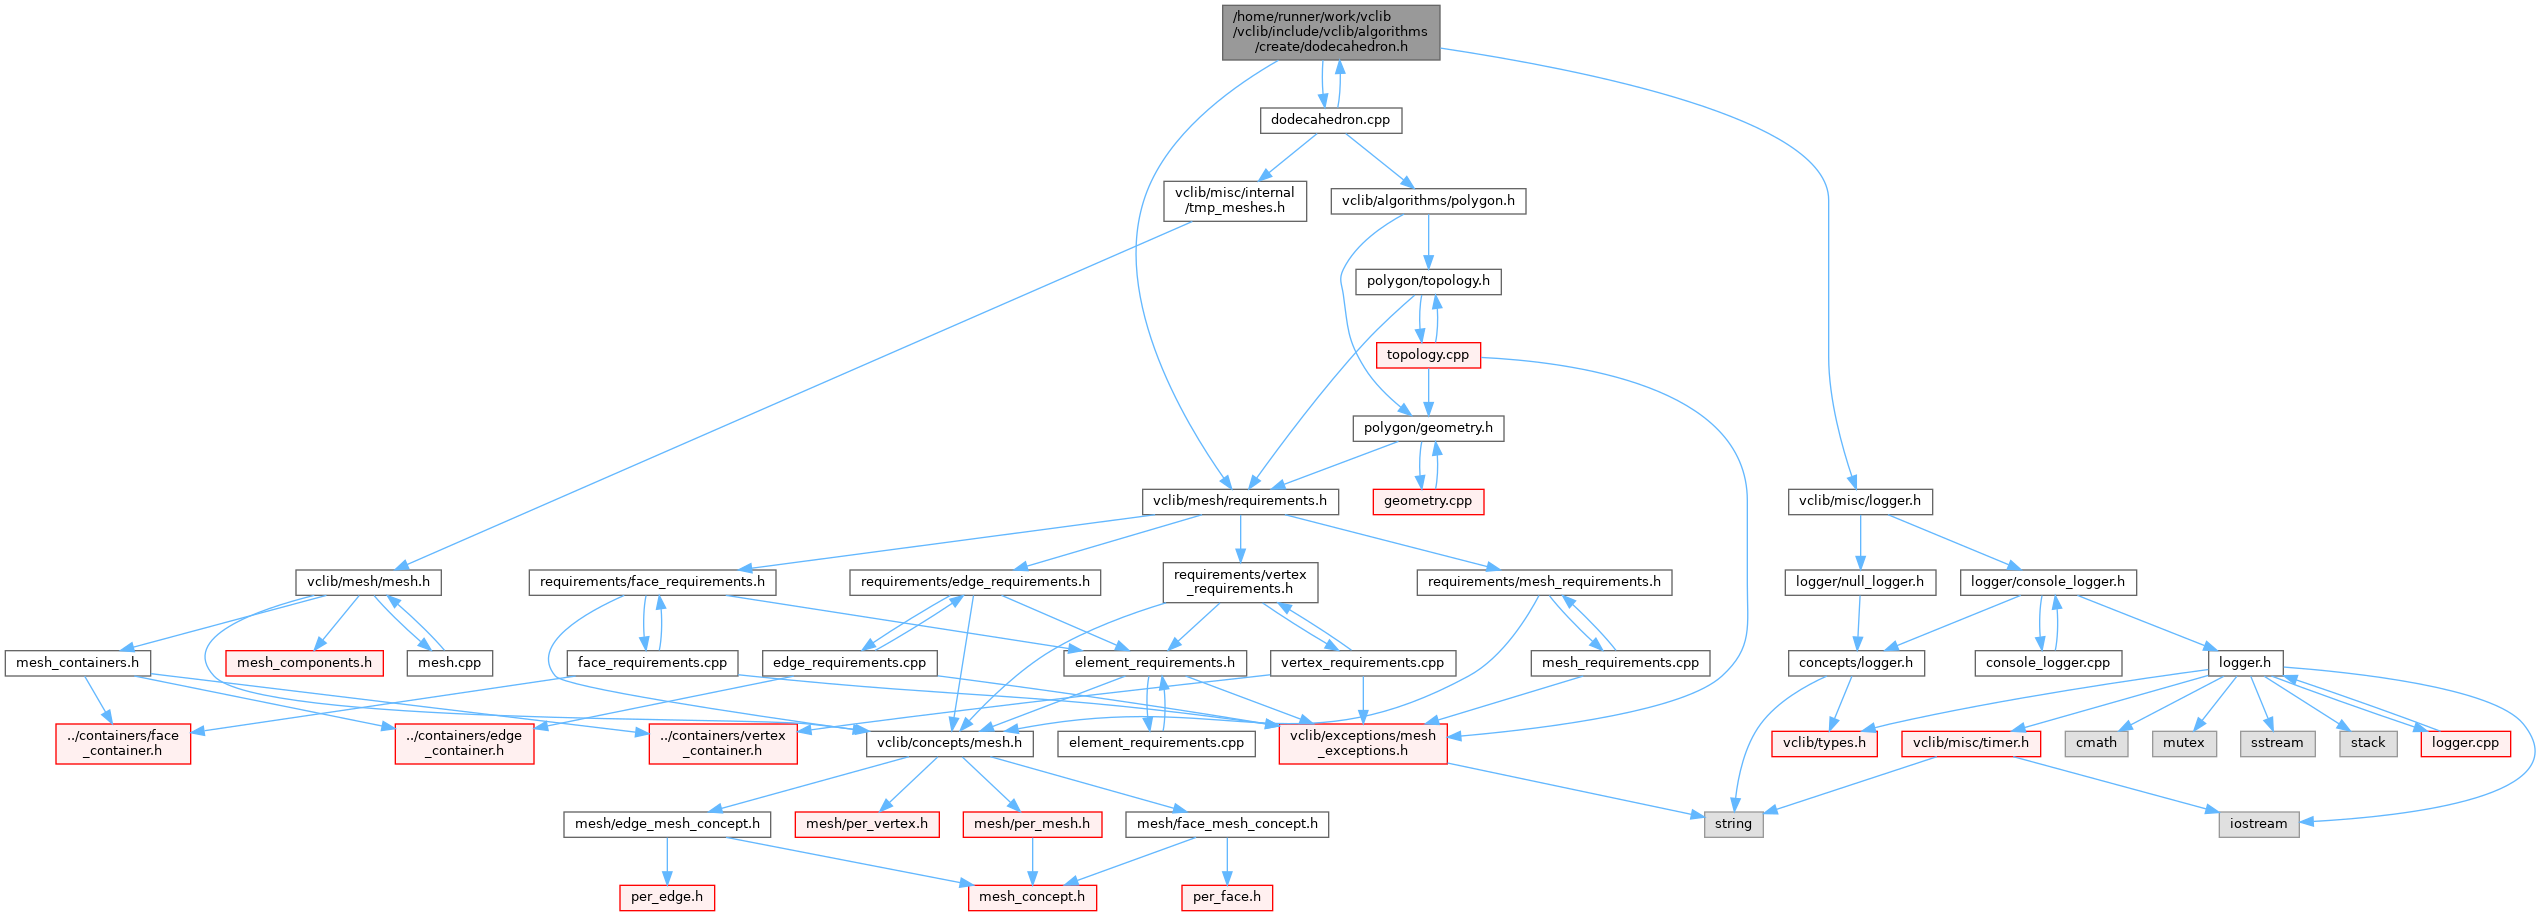 /home/runner/work/vclib
/vclib/include/vclib/algorithms
/create/dodecahedron.h
dodecahedron.cpp
vclib/misc/internal
/tmp_meshes.h
vclib/algorithms/polygon.h
polygon/topology.h
topology.cpp
polygon/geometry.h
vclib/mesh/requirements.h
geometry.cpp
vclib/misc/logger.h
vclib/mesh/mesh.h
requirements/face_requirements.h
requirements/edge_requirements.h
requirements/vertex
_requirements.h
requirements/mesh_requirements.h
logger/null_logger.h
logger/console_logger.h
mesh_containers.h
mesh_components.h
mesh.cpp
face_requirements.cpp
edge_requirements.cpp
element_requirements.h
vertex_requirements.cpp
mesh_requirements.cpp
concepts/logger.h
console_logger.cpp
logger.h
../containers/face
_container.h
../containers/edge
_container.h
../containers/vertex
_container.h
vclib/concepts/mesh.h
element_requirements.cpp
vclib/exceptions/mesh
_exceptions.h
vclib/types.h
vclib/misc/timer.h
cmath
mutex
sstream
stack
logger.cpp
mesh/edge_mesh_concept.h
mesh/per_vertex.h
mesh/per_mesh.h
mesh/face_mesh_concept.h
string
iostream
per_edge.h
mesh_concept.h
per_face.h